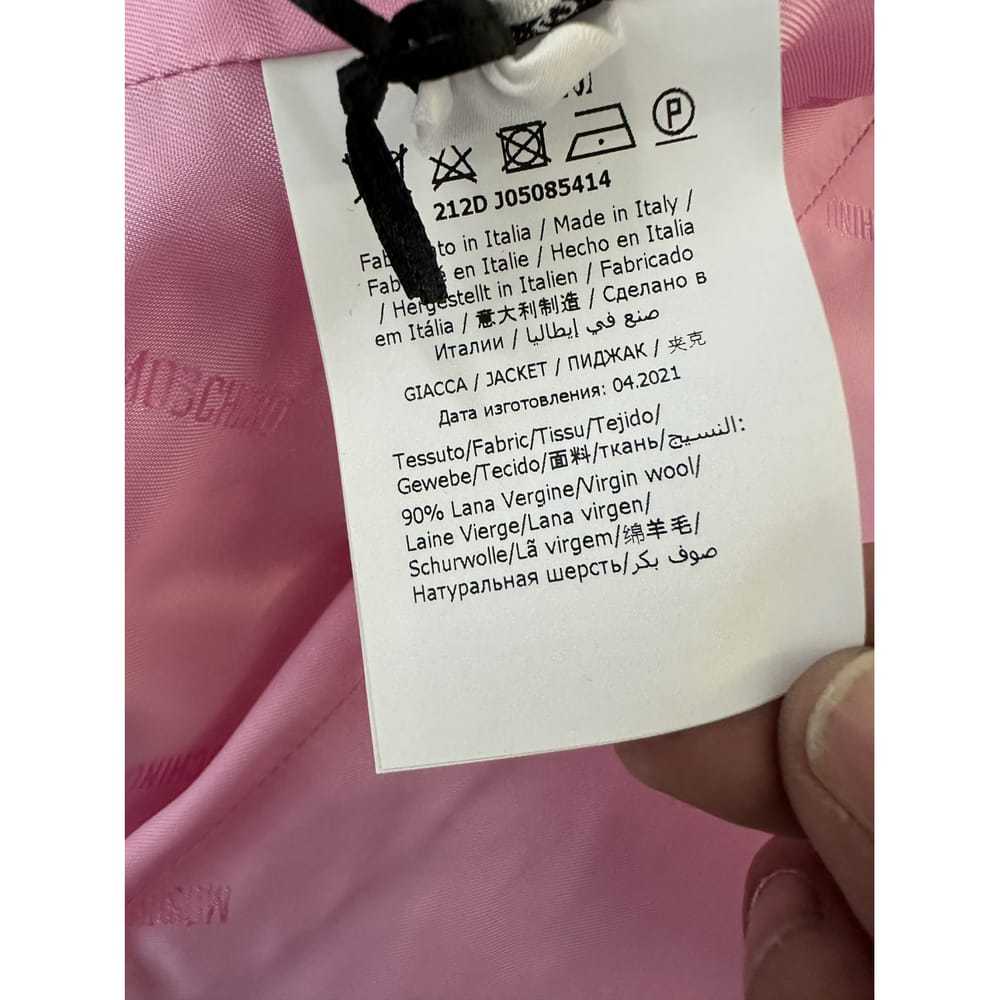 P
212D J05085414
in Italia / Made in Italy /
en Italie / Hecho en Italia
/ Hergestellt in Italien / Fabricado
em Itália / 意大利制造 / Сделано в
Италии / صنع في إيطاليا
GIACCA / JACKET / ПИДЖАК / 夹克
Дата изготовления: 04.2021
Tessuto/Fabric/Tissu/Tejido/
Gewebe/Tecido/面料/ткань/النسيج:
90% Lana Vergine/Virgin wool/
Laine Vierge/Lana virgen/
Schurwolle/Lã virgem/绵羊毛/
Натуральная шерсть/صوف بكر
MOSCHINO